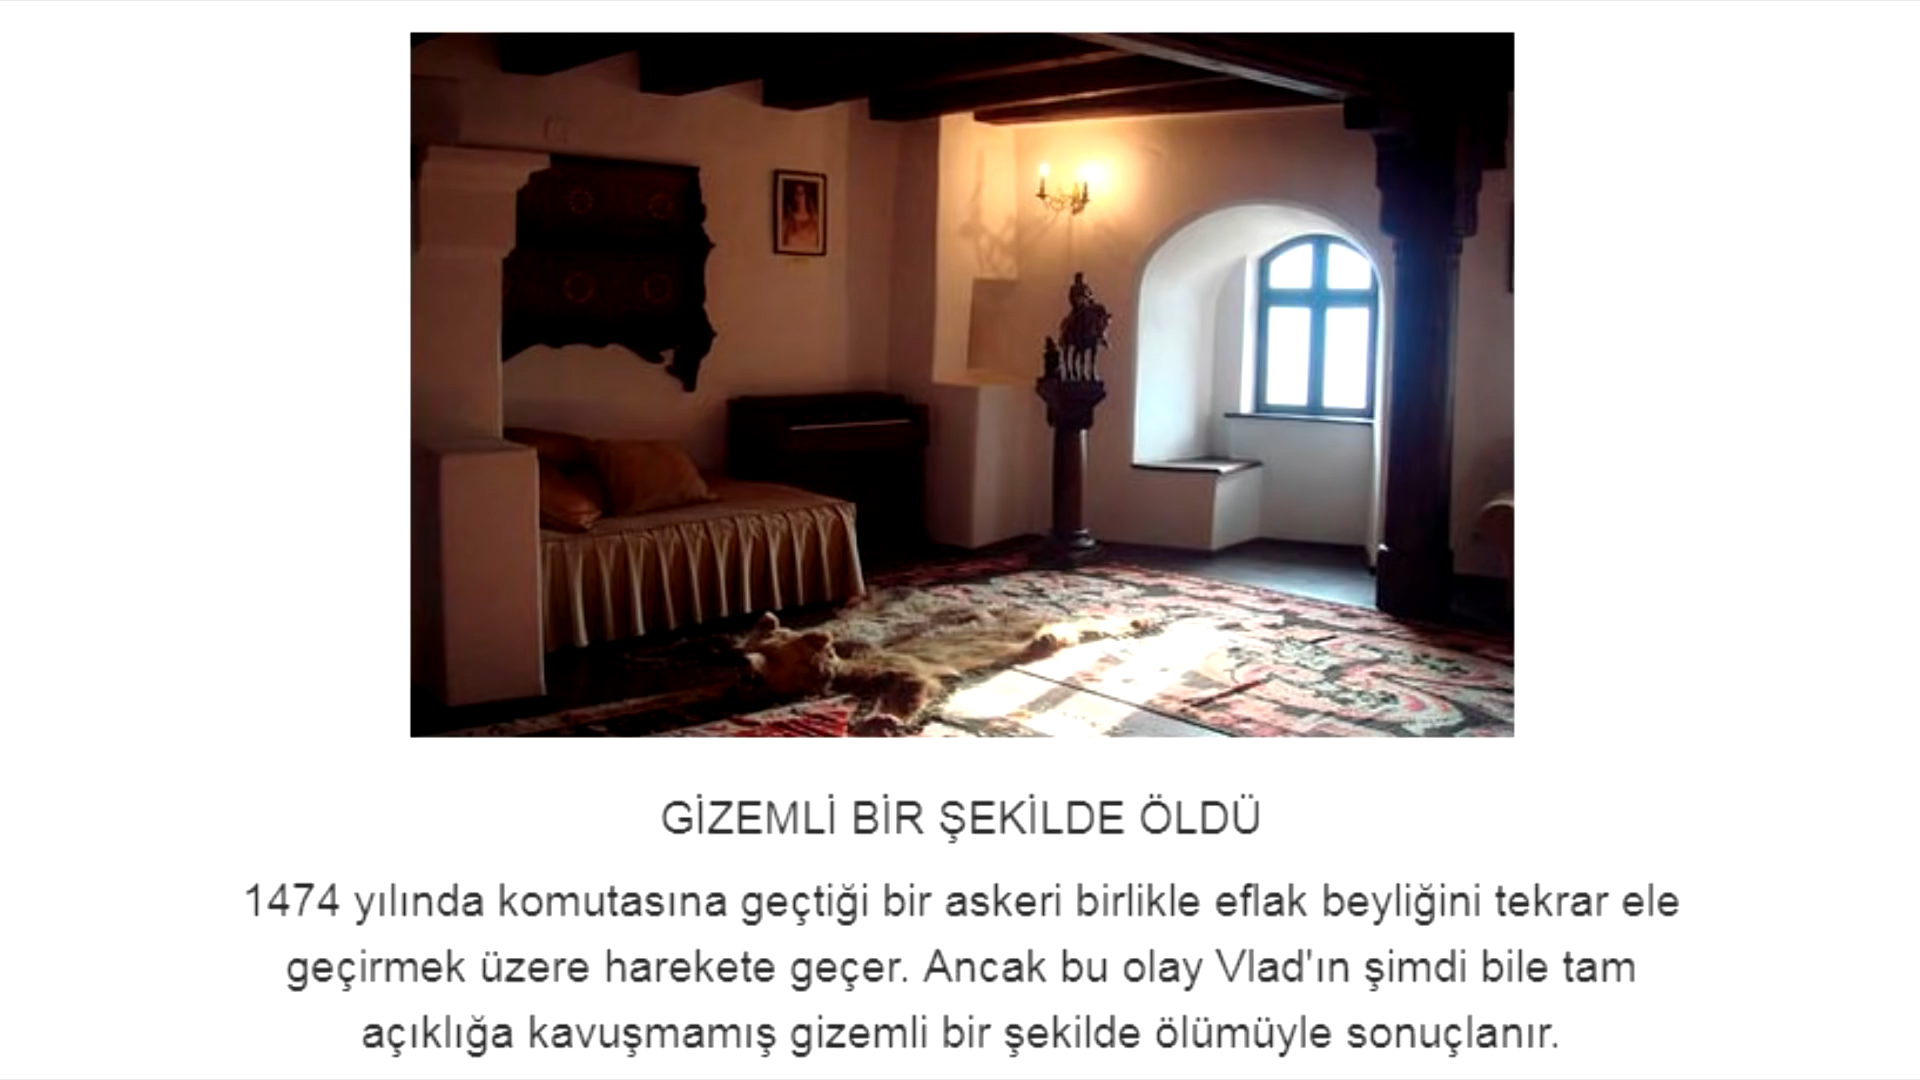 GİZEMLİ BİR ŞEKİLDE ÖLDÜ
1474 yılında komutasına geçtiği bir askeri birlikle eflak beyliğini tekrar ele
geçirmek üzere harekete geçer. Ancak bu olay Vlad'ın şimdi bile tam
açıklığa kavuşmamış gizemli bir şekilde ölümüyle sonuçlanır.